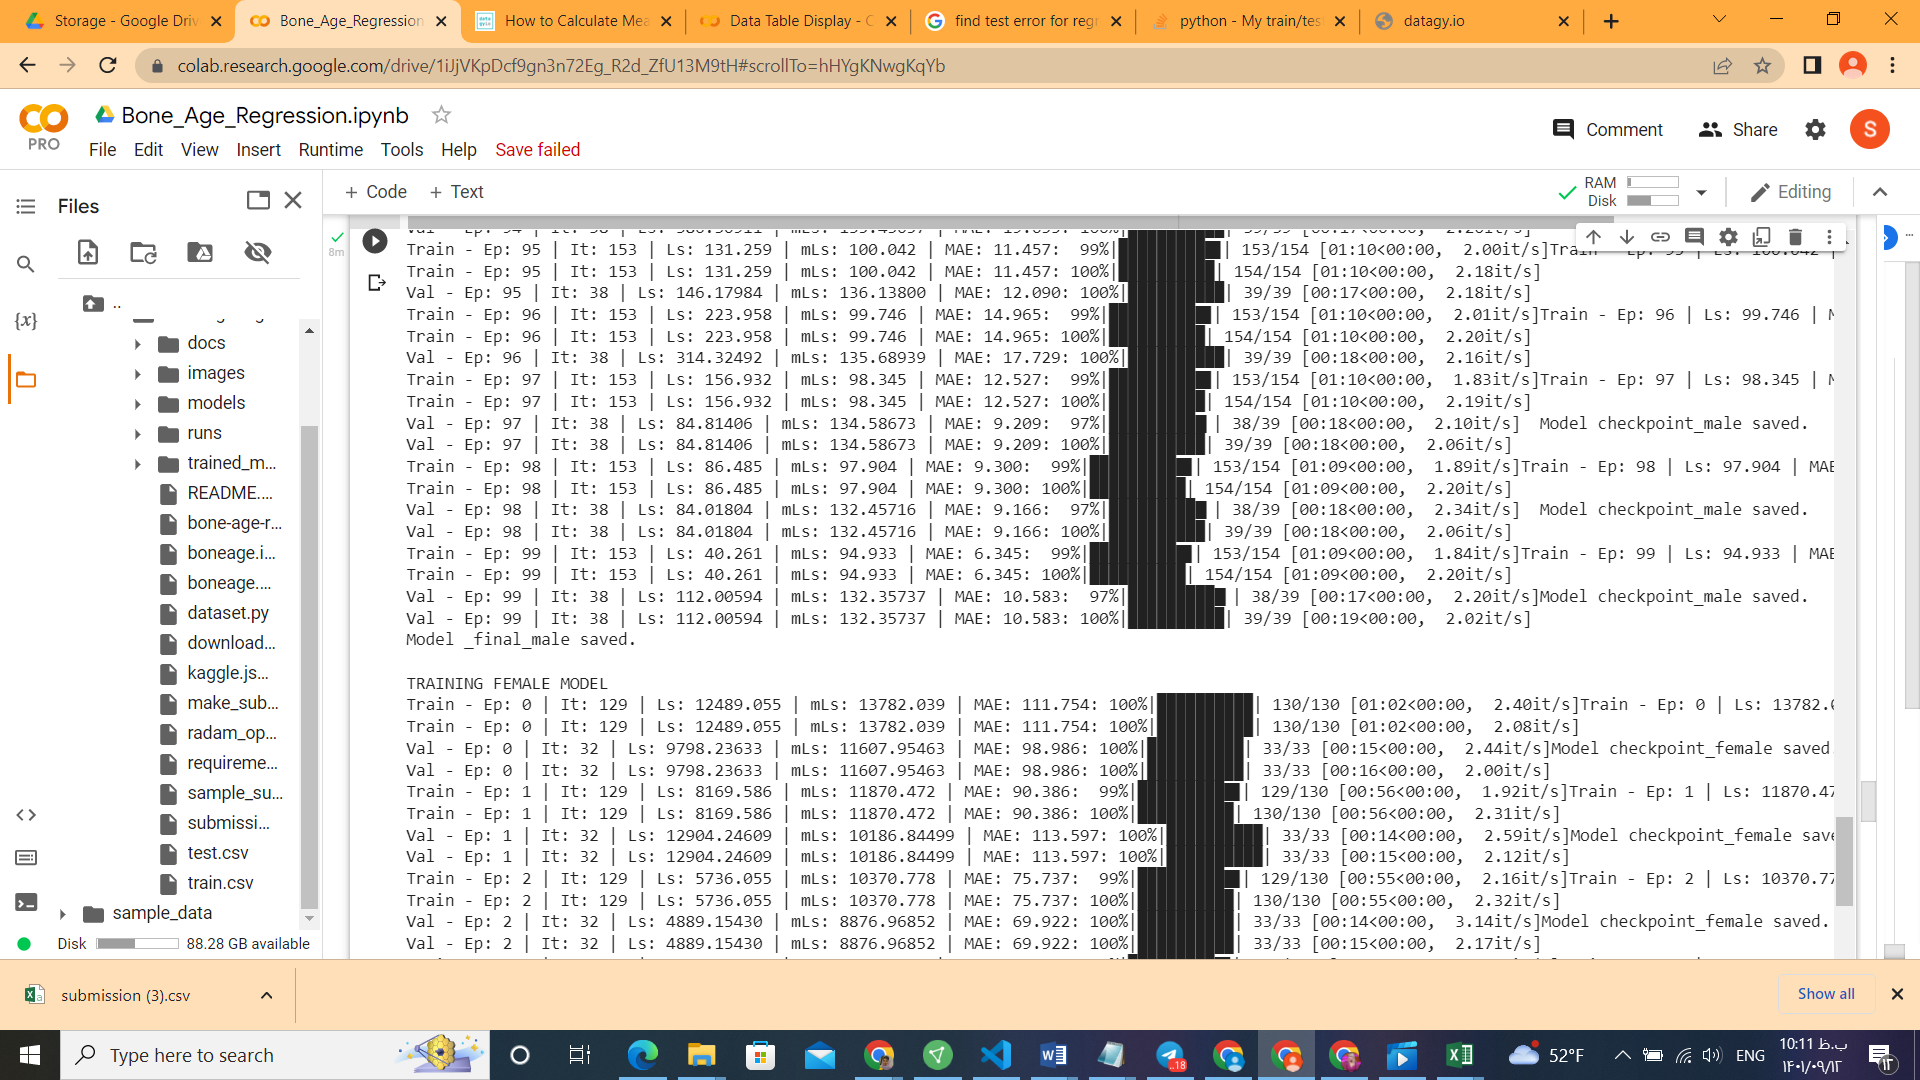 Storage - Google Driv
Bone_Age_Regression
How to Calculate Mea
Data Table Display - C
find test error for regr
python - My train/tes
datagy.io
colab.research.google.com/drive/1iJjVKpDcf9gn3n72Eg_R2d_ZfU13M9tH#scrollTo=hHYgKNwgKqYb
PRO
Bone_Age_Regression.ipynb
File Edit View Insert Runtime Tools Help Save failed
Comment Share S
Files
+ Code + Text
RAM
Disk
Editing
8m
{x}
..
docs
images
models
runs
trained_m...
README....
bone-age-r...
boneage.i...
boneage....
dataset.py
download...
kaggle.js...
make_sub...
radam_op...
requireme...
sample_su...
submissi...
test.csv
train.csv
sample_data
Disk 88.28 GB available
Train - Ep: 95 | It: 153 | Ls: 131.259 | mLs: 100.042 | MAE: 11.457:  99%| | 153/154 [01:10<00:00,  2.00it/s]
Train - Ep: 95 | It: 153 | Ls: 131.259 | mLs: 100.042 | MAE: 11.457: 100%| | 154/154 [01:10<00:00,  2.18it/s]
Val - Ep: 95 | It: 38 | Ls: 146.17984 | mLs: 136.13800 | MAE: 12.090: 100%| | 39/39 [00:17<00:00,  2.18it/s]
Train - Ep: 96 | It: 153 | Ls: 223.958 | mLs: 99.746 | MAE: 14.965:  99%| | 153/154 [01:10<00:00,  2.01it/s]Train - Ep: 96 | Ls: 99.746 | M
Train - Ep: 96 | It: 153 | Ls: 223.958 | mLs: 99.746 | MAE: 14.965: 100%| | 154/154 [01:10<00:00,  2.20it/s]
Val - Ep: 96 | It: 38 | Ls: 314.32492 | mLs: 135.68939 | MAE: 17.729: 100%| | 39/39 [00:18<00:00,  2.16it/s]
Train - Ep: 97 | It: 153 | Ls: 156.932 | mLs: 98.345 | MAE: 12.527:  99%| | 153/154 [01:10<00:00,  1.83it/s]Train - Ep: 97 | Ls: 98.345 | M
Train - Ep: 97 | It: 153 | Ls: 156.932 | mLs: 98.345 | MAE: 12.527: 100%| | 154/154 [01:10<00:00,  2.19it/s]
Val - Ep: 97 | It: 38 | Ls: 84.81406 | mLs: 134.58673 | MAE: 9.209:  97%| | 38/39 [00:18<00:00,  2.10it/s]  Model checkpoint_male saved.
Val - Ep: 97 | It: 38 | Ls: 84.81406 | mLs: 134.58673 | MAE: 9.209: 100%| | 39/39 [00:18<00:00,  2.06it/s]
Train - Ep: 98 | It: 153 | Ls: 86.485 | mLs: 97.904 | MAE: 9.300:  99%| | 153/154 [01:09<00:00,  1.89it/s]Train - Ep: 98 | Ls: 97.904 | MAE
Train - Ep: 98 | It: 153 | Ls: 86.485 | mLs: 97.904 | MAE: 9.300: 100%| | 154/154 [01:09<00:00,  2.20it/s]
Val - Ep: 98 | It: 38 | Ls: 84.01804 | mLs: 132.45716 | MAE: 9.166:  97%| | 38/39 [00:18<00:00,  2.34it/s]  Model checkpoint_male saved.
Val - Ep: 98 | It: 38 | Ls: 84.01804 | mLs: 132.45716 | MAE: 9.166: 100%| | 39/39 [00:18<00:00,  2.06it/s]
Train - Ep: 99 | It: 153 | Ls: 40.261 | mLs: 94.933 | MAE: 6.345:  99%| | 153/154 [01:09<00:00,  1.84it/s]Train - Ep: 99 | Ls: 94.933 | MAE
Train - Ep: 99 | It: 153 | Ls: 40.261 | mLs: 94.933 | MAE: 6.345: 100%| | 154/154 [01:09<00:00,  2.20it/s]
Val - Ep: 99 | It: 38 | Ls: 112.00594 | mLs: 132.35737 | MAE: 10.583:  97%| | 38/39 [00:17<00:00,  2.20it/s]Model checkpoint_male saved.
Val - Ep: 99 | It: 38 | Ls: 112.00594 | mLs: 132.35737 | MAE: 10.583: 100%| | 39/39 [00:19<00:00,  2.02it/s]
Model _final_male saved.
TRAINING FEMALE MODEL
Train - Ep: 0 | It: 129 | Ls: 12489.055 | mLs: 13782.039 | MAE: 111.754: 100%| | 130/130 [01:02<00:00,  2.40it/s]Train - Ep: 0 | Ls: 13782.0
Train - Ep: 0 | It: 129 | Ls: 12489.055 | mLs: 13782.039 | MAE: 111.754: 100%| | 130/130 [01:02<00:00,  2.08it/s]
Val - Ep: 0 | It: 32 | Ls: 9798.23633 | mLs: 11607.95463 | MAE: 98.986: 100%| | 33/33 [00:15<00:00,  2.44it/s]Model checkpoint_female saved
Val - Ep: 0 | It: 32 | Ls: 9798.23633 | mLs: 11607.95463 | MAE: 98.986: 100%| | 33/33 [00:16<00:00,  2.00it/s]
Train - Ep: 1 | It: 129 | Ls: 8169.586 | mLs: 11870.472 | MAE: 90.386:  99%| | 129/130 [00:56<00:00,  1.92it/s]Train - Ep: 1 | Ls: 11870.47
Train - Ep: 1 | It: 129 | Ls: 8169.586 | mLs: 11870.472 | MAE: 90.386: 100%| | 130/130 [00:56<00:00,  2.31it/s]
Val - Ep: 1 | It: 32 | Ls: 12904.24609 | mLs: 10186.84499 | MAE: 113.597: 100%| | 33/33 [00:14<00:00,  2.59it/s]Model checkpoint_female save
Val - Ep: 1 | It: 32 | Ls: 12904.24609 | mLs: 10186.84499 | MAE: 113.597: 100%| | 33/33 [00:15<00:00,  2.12it/s]
Train - Ep: 2 | It: 129 | Ls: 5736.055 | mLs: 10370.778 | MAE: 75.737:  99%| | 129/130 [00:55<00:00,  2.16it/s]Train - Ep: 2 | Ls: 10370.77
Train - Ep: 2 | It: 129 | Ls: 5736.055 | mLs: 10370.778 | MAE: 75.737: 100%| | 130/130 [00:55<00:00,  2.32it/s]
Val - Ep: 2 | It: 32 | Ls: 4889.15430 | mLs: 8876.96852 | MAE: 69.922: 100%| | 33/33 [00:14<00:00,  3.14it/s]Model checkpoint_female saved.
Val - Ep: 2 | It: 32 | Ls: 4889.15430 | mLs: 8876.96852 | MAE: 69.922: 100%| | 33/33 [00:15<00:00,  2.17it/s]
submission (3).csv
Show all
Type here to search
..18
52°F
ENG
10:11 ب.ظ
۱۴۰۱/۰۹/۱۲
۱۳